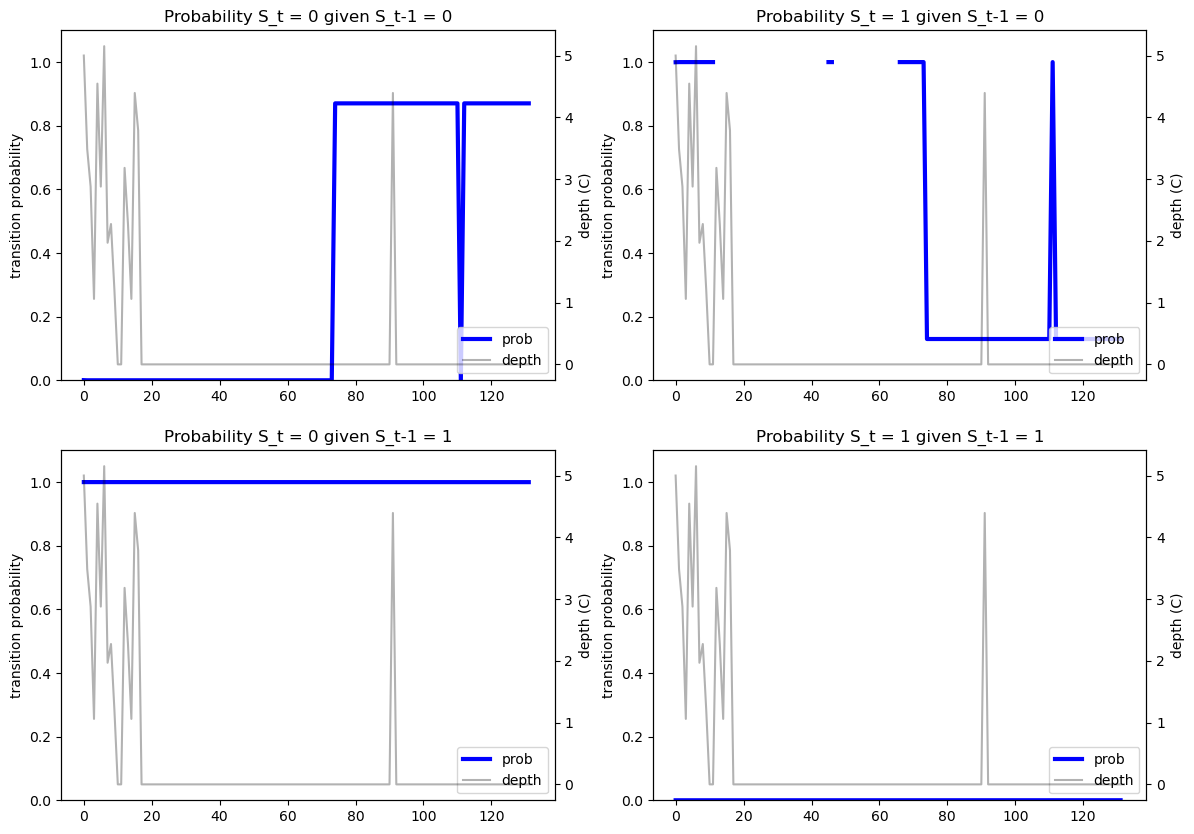 Probability S_t = 0 given S_t-1 = 0
1.0
0.8
0.6
0.4
0.2
0.0
transition probability
5
4
3
2
1
0
depth (C)
0 20 40 60 80 100 120
prob
depth
Probability S_t = 1 given S_t-1 = 0
1.0
0.8
0.6
0.4
0.2
0.0
transition probability
5
4
3
2
1
0
depth (C)
0 20 40 60 80 100 120
prob
depth
Probability S_t = 0 given S_t-1 = 1
1.0
0.8
0.6
0.4
0.2
0.0
transition probability
5
4
3
2
1
0
depth (C)
0 20 40 60 80 100 120
prob
depth
Probability S_t = 1 given S_t-1 = 1
1.0
0.8
0.6
0.4
0.2
0.0
transition probability
5
4
3
2
1
0
depth (C)
0 20 40 60 80 100 120
prob
depth